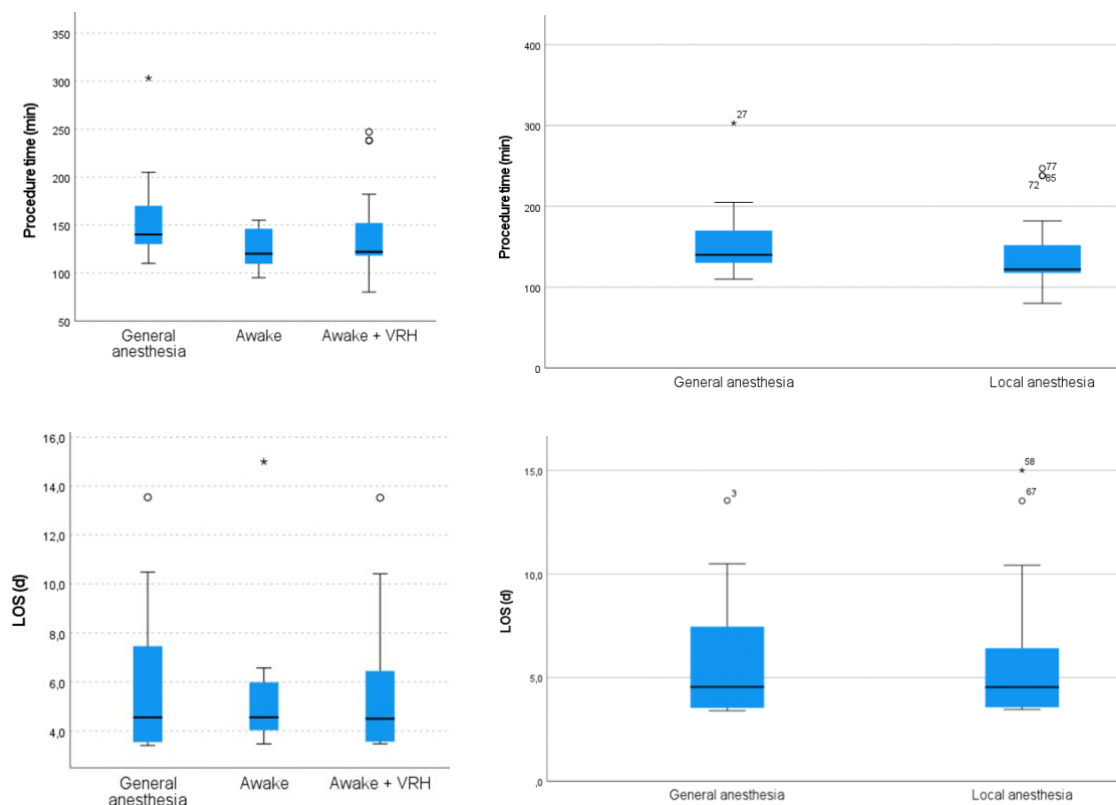 Procedure time (min)
350
300
250
200
150
100
50
*
General
anesthesia
Awake
Awake + VRH
Procedure time (min)
400
300
200
100
0
*27
77
85
72
General anesthesia
Local anesthesia
LOS (d)
16,0
14,0
12,0
10,0
8,0
6,0
4,0
*
General
anesthesia
Awake
Awake + VRH
LOS (d)
15,0
10,0
5,0
,0
3
*58
67
General anesthesia
Local anesthesia